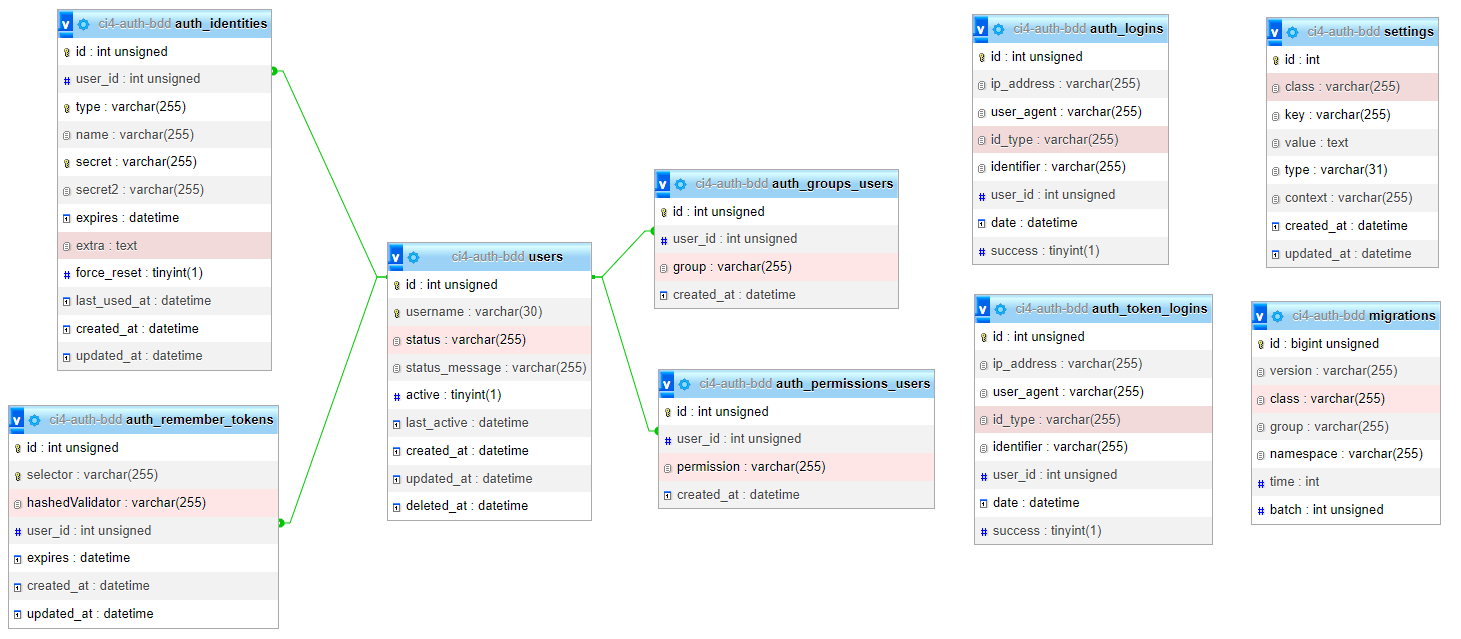 ci4-auth-bdd auth_identities
id : int unsigned
user_id : int unsigned
type : varchar(255)
name : varchar(255)
secret : varchar(255)
secret2 : varchar(255)
expires : datetime
extra : text
force_reset : tinyint(1)
last_used_at : datetime
created_at : datetime
updated_at : datetime
ci4-auth-bdd auth_remember_tokens
id : int unsigned
selector : varchar(255)
hashedValidator : varchar(255)
user_id : int unsigned
expires : datetime
created_at : datetime
updated_at : datetime
ci4-auth-bdd users
id : int unsigned
username : varchar(30)
status : varchar(255)
status_message : varchar(255)
active : tinyint(1)
last_active : datetime
created_at : datetime
updated_at : datetime
deleted_at : datetime
ci4-auth-bdd auth_groups_users
id : int unsigned
user_id : int unsigned
group : varchar(255)
created_at : datetime
ci4-auth-bdd auth_permissions_users
id : int unsigned
user_id : int unsigned
permission : varchar(255)
created_at : datetime
ci4-auth-bdd auth_logins
id : int unsigned
ip_address : varchar(255)
user_agent : varchar(255)
id_type : varchar(255)
identifier : varchar(255)
user_id : int unsigned
date : datetime
success : tinyint(1)
ci4-auth-bdd auth_token_logins
id : int unsigned
ip_address : varchar(255)
user_agent : varchar(255)
id_type : varchar(255)
identifier : varchar(255)
user_id : int unsigned
date : datetime
success : tinyint(1)
ci4-auth-bdd settings
id : int
class : varchar(255)
key : varchar(255)
value : text
type : varchar(31)
context : varchar(255)
created_at : datetime
updated_at : datetime
ci4-auth-bdd migrations
id : bigint unsigned
version : varchar(255)
class : varchar(255)
group : varchar(255)
namespace : varchar(255)
time : int
batch : int unsigned